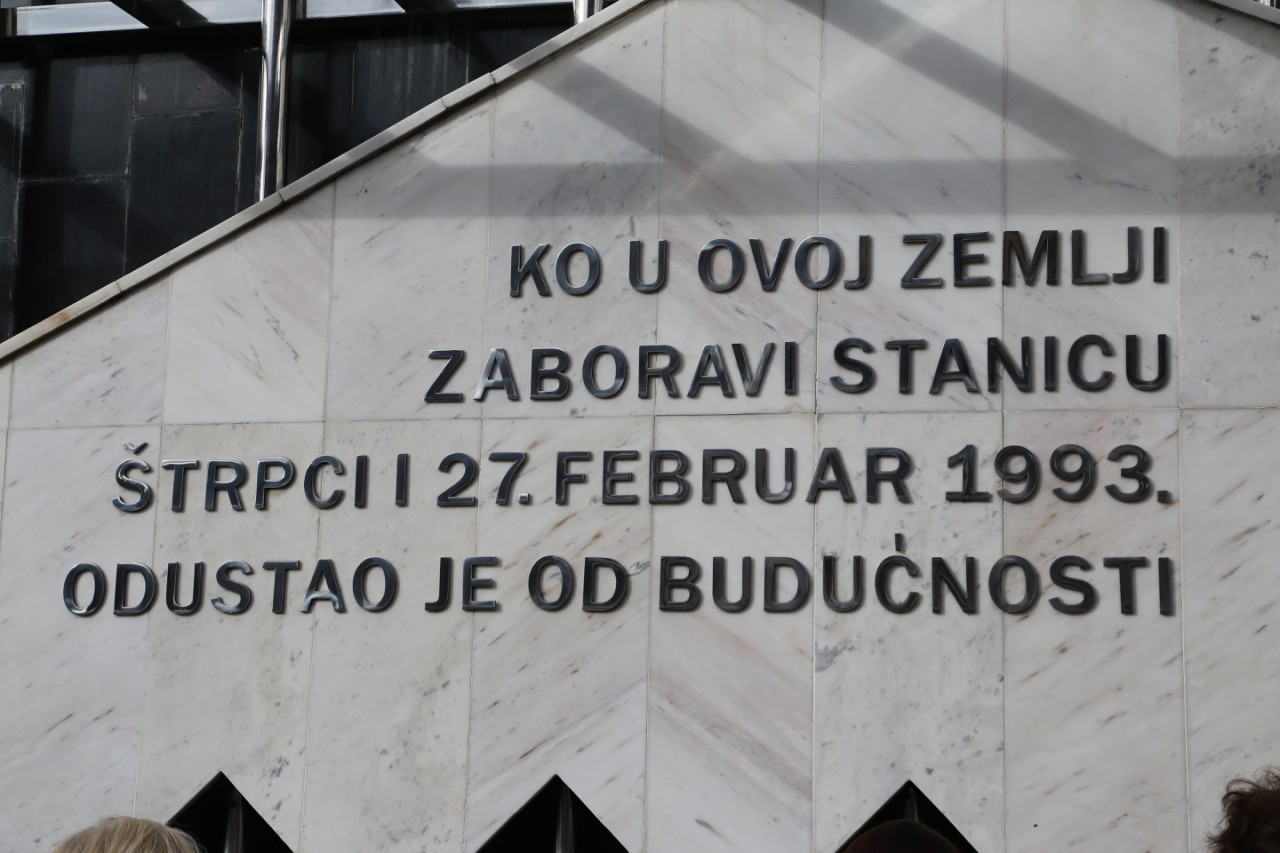 KO U OVOJ ZEMLJI
ZABORAVI STANICU
ŠTRPCI I 27. FEBRUAR 1993.
ODUSTAO JE OD BUDUĆNOSTI